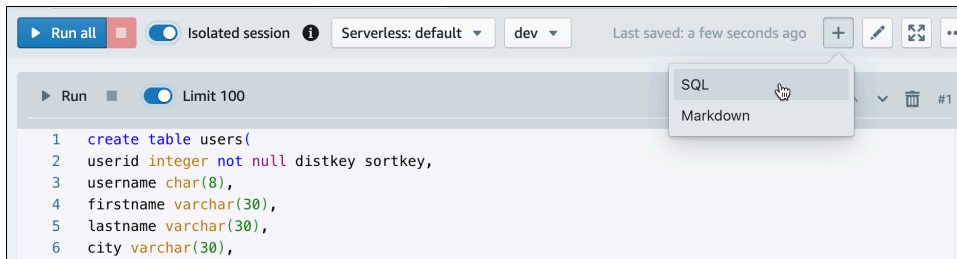 Run all Isolated session Serverless: default dev Last saved: a few seconds ago
SQL
Run Limit 100 #1
Markdown
1 create table users(
2 userid integer not null distkey sortkey,
3 username char(8),
4 firstname varchar(30),
5 lastname varchar(30),
6 city varchar(30),